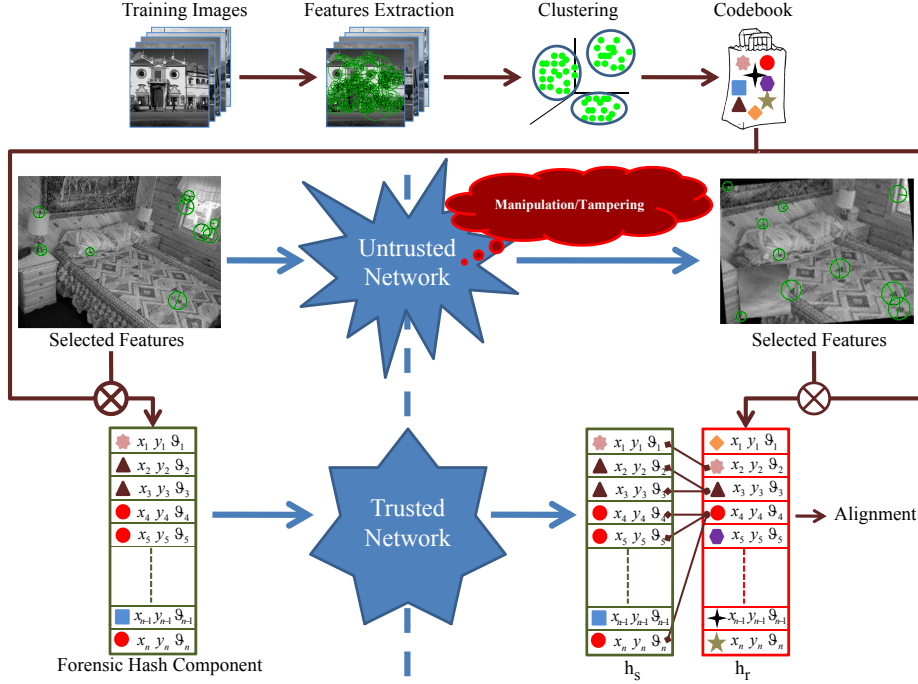 Training Images
Features Extraction
Clustering
Codebook
Manipulation/Tampering
Untrusted
Network
Selected Features
Selected Features
Trusted
Network
x₁ y₁ ϑ₁
x₂ y₂ ϑ₂
x₃ y₃ ϑ₃
x₄ y₄ ϑ₄
x₅ y₅ ϑ₅
xₙ₋₁ yₙ₋₁ ϑₙ₋₁
xₙ yₙ ϑₙ
Forensic Hash Component
x₁ y₁ ϑ₁
x₂ y₂ ϑ₂
x₃ y₃ ϑ₃
x₄ y₄ ϑ₄
x₅ y₅ ϑ₅
xₙ₋₁ yₙ₋₁ ϑₙ₋₁
xₙ yₙ ϑₙ
hₛ
x₁ y₁ ϑ₁
x₂ y₂ ϑ₂
x₃ y₃ ϑ₃
x₄ y₄ ϑ₄
x₅ y₅ ϑ₅
xₙ₋₁ yₙ₋₁ ϑₙ₋₁
xₙ yₙ ϑₙ
hᵣ
Alignment